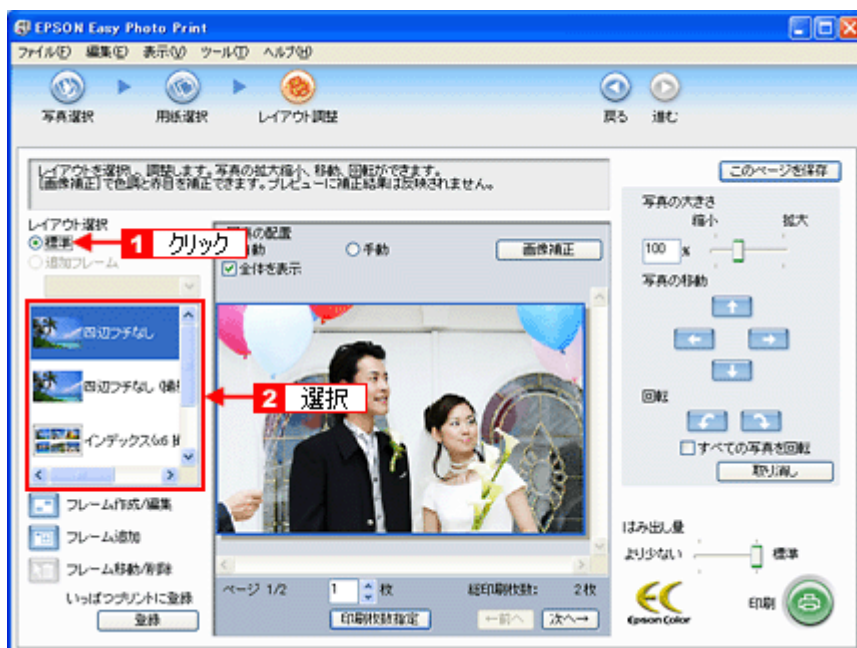 EPSON Easy Photo Print
ファイル(F) 編集(E) 表示(V) ツール(T) ヘルプ(H)
写真選択 用紙選択 レイアウト調整 戻る 進む
レイアウトを選択し、調整します。写真の拡大縮小、移動、回転ができます。
[画像補正]で色調と赤目を補正できます。プレビューに補正結果は反映されません。
このページを保存
レイアウト選択
標準
1 クリック
追加フレーム
四辺フチなし
四辺フチなし
インデックス
2 選択
フレーム作成/編集
フレーム追加
フレーム移動/削除
いっぱつプリントに登録
登録
の配置
動 手動 画像補正
全体を表示
ページ 1/2 1 枚 総印刷枚数: 2枚
印刷枚数指定 ←前へ 次へ→
写真の大きさ
縮小 拡大
100 %
写真の移動
回転
すべての写真を回転
取り消し
はみ出し量
より少ない 標準
Epson Color
印刷